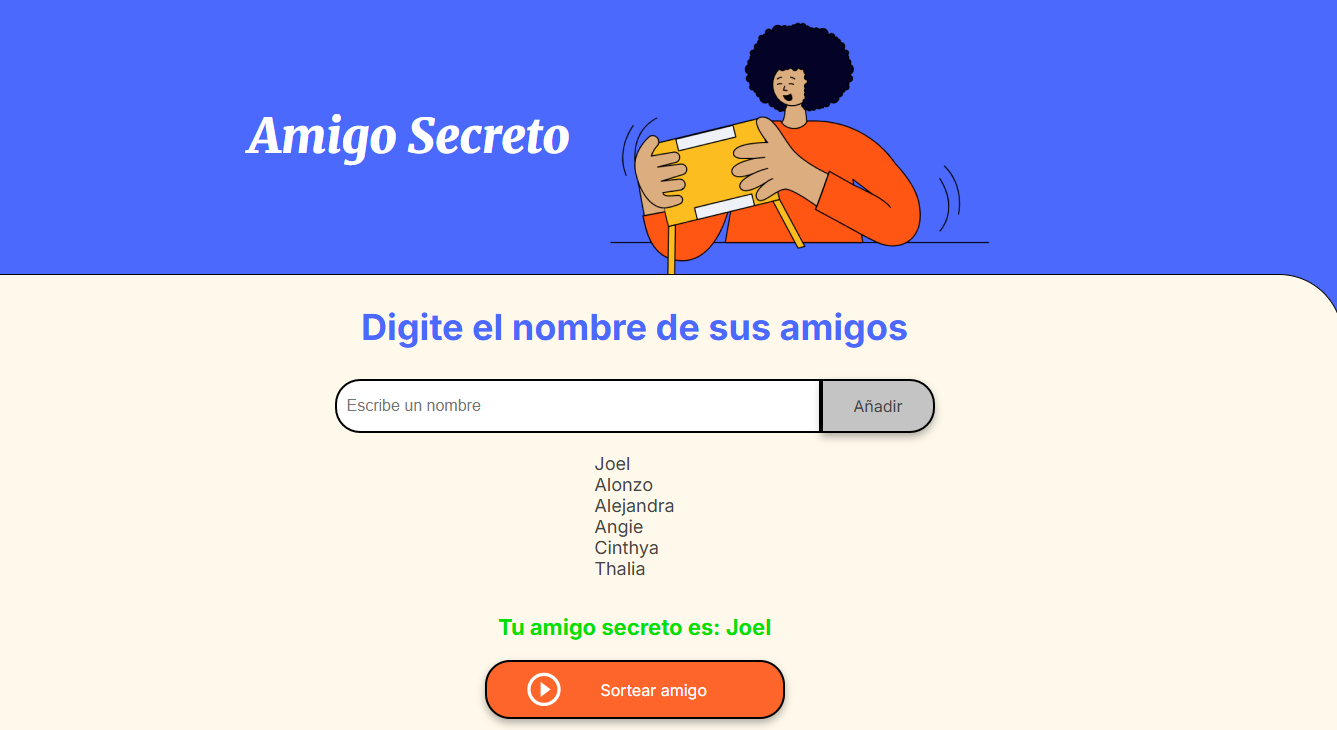 Amigo Secreto
Digite el nombre de sus amigos
Escribe un nombre
Añadir
Joel
Alonzo
Alejandra
Angie
Cinthya
Thalia
Tu amigo secreto es: Joel
Sortear amigo